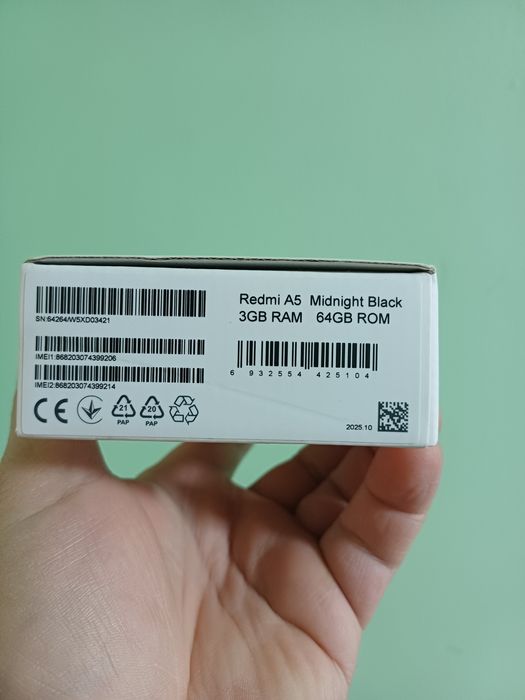 SN:64264/W5XD03421
IMEI1:868203074399206
IMEI2:868203074399214
CE
21
PAP
20
PAP
Redmi A5 Midnight Black
3GB RAM 64GB ROM
6 932554 425104
2025.10